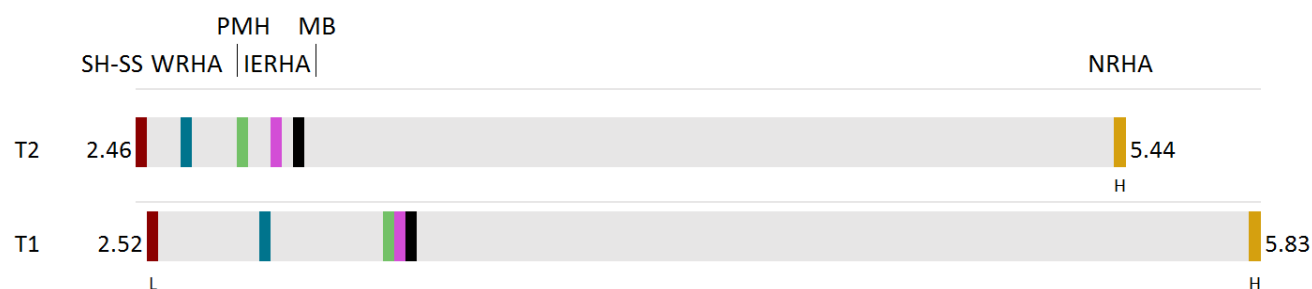 PMH MB
SH-SS WRHA IERHA NRHA
T2 2.46 5.44
H
T1 2.52 5.83
L H